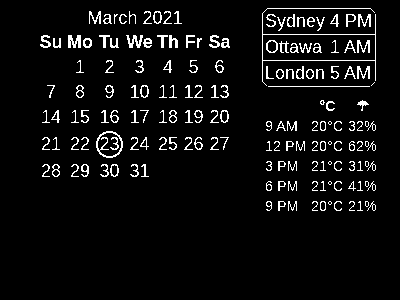 March 2021
Su Mo Tu We Th Fr Sa
1 2 3 4 5 6
7 8 9 10 11 12 13
14 15 16 17 18 19 20
21 22 23 24 25 26 27
28 29 30 31
Sydney 4 PM
Ottawa 1 AM
London 5 AM
°C ☂
9 AM 20°C 32%
12 PM 20°C 62%
3 PM 21°C 31%
6 PM 21°C 41%
9 PM 20°C 21%